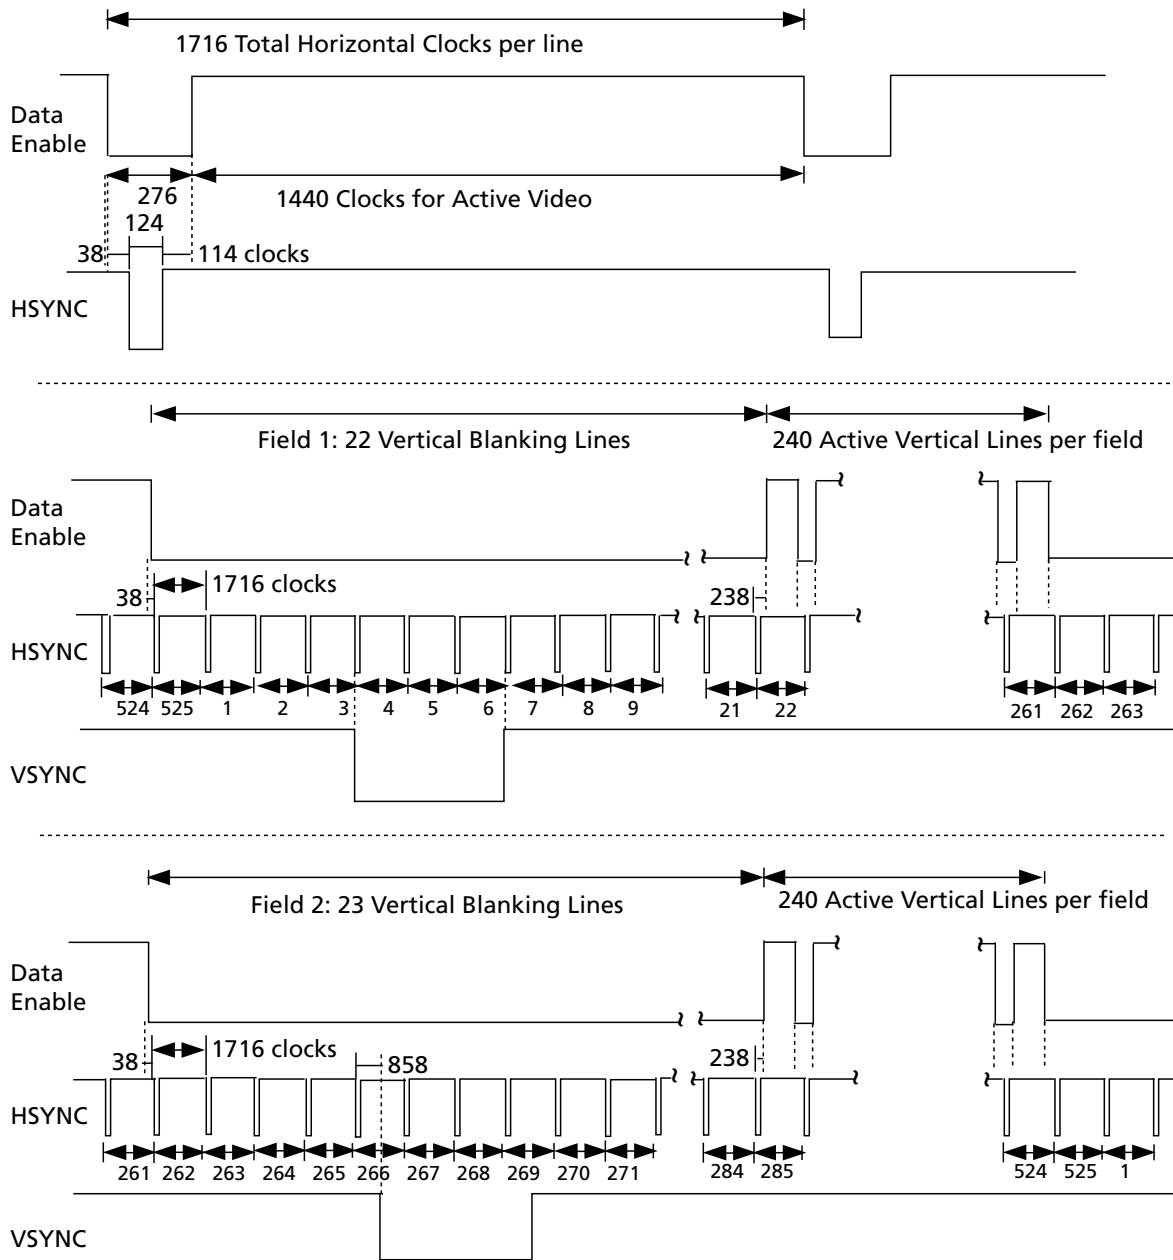 1716 Total Horizontal Clocks per line
Data
Enable
276
1440 Clocks for Active Video
124
38
114 clocks
HSYNC
Field 1: 22 Vertical Blanking Lines
240 Active Vertical Lines per field
Data
Enable
1716 clocks
38
238
HSYNC
524 525 1 2 3 4 5 6 7 8 9 21 22 261 262 263
VSYNC
Field 2: 23 Vertical Blanking Lines
240 Active Vertical Lines per field
Data
Enable
38
1716 clocks
858
238
HSYNC
261 262 263 264 265 266 267 268 269 270 271 284 285 524 525 1
VSYNC